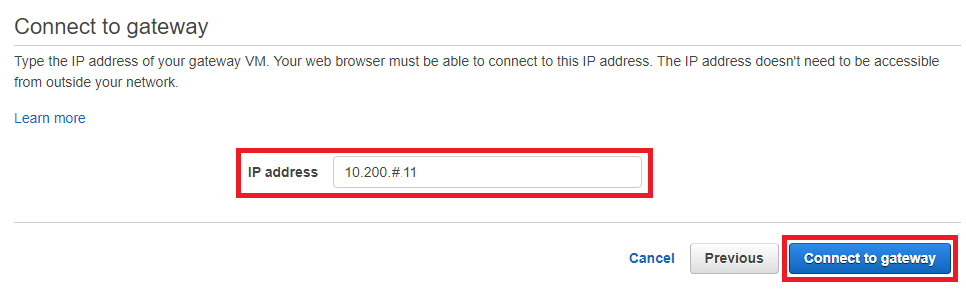 Connect to gateway
Type the IP address of your gateway VM. Your web browser must be able to connect to this IP address. The IP address doesn't need to be accessible
from outside your network.
Learn more
IP address 10.200.#.11
Cancel Previous Connect to gateway